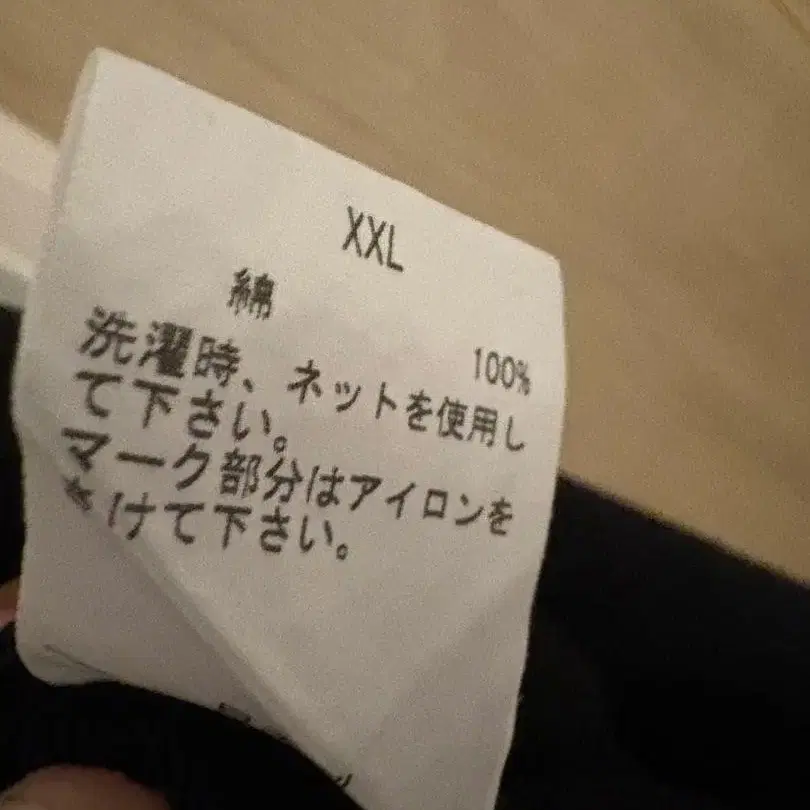 XXL
綿 100%
洗濯時、ネットを使用し
て下さい。
マーク部分はアイロンを
さけて下さい。